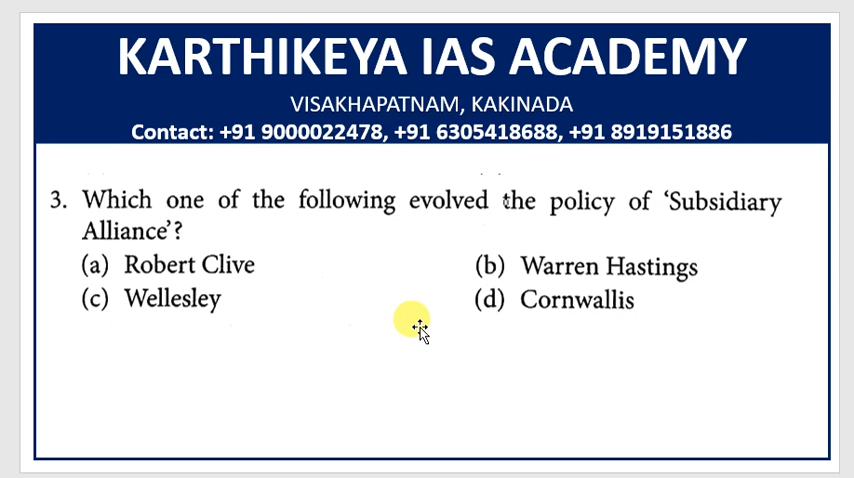 KARTHIKEYA IAS ACADEMY
VISAKHAPATNAM, KAKINADA
Contact: +91 9000022478, +91 6305418688, +91 8919151886
3. Which one of the following evolved the policy of ‘Subsidiary
Alliance’?
(a) Robert Clive (b) Warren Hastings
(c) Wellesley (d) Cornwallis